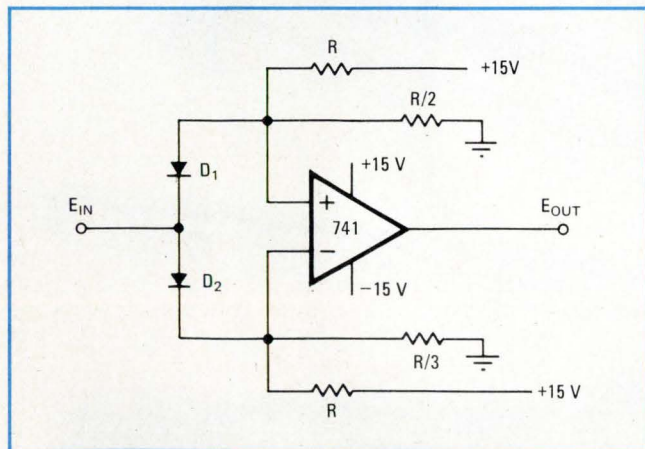 R
+15V
R/2
D1
+15 V
EIN
+
741
EOUT
−
D2
−15 V
R/3
+15 V
R